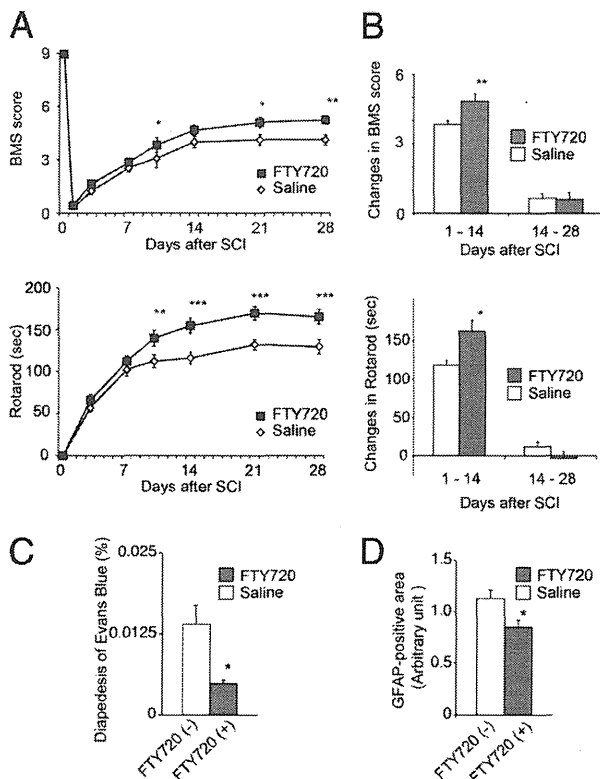 A
9
6
3
0
BMS score
*
*
**
FTY720
Saline
0
7
14
21
28
Days after SCI
B
6
3
0
Changes in BMS score
**
FTY720
Saline
1 - 14
14 - 28
Days after SCI
200
150
100
50
0
Rotarod (sec)
**
***
***
***
FTY720
Saline
0
7
14
21
28
Days after SCI
150
100
50
0
Changes in Rotarod (sec)
*
FTY720
Saline
1 - 14
14 - 28
Days after SCI
C
0.025
0.0125
0
Diapedesis of Evans Blue (%)
FTY720
Saline
*
FTY720 (-)
FTY720 (+)
D
1.5
1.0
0.5
0
GFAP-positive area
(Arbitrary unit )
FTY720
Saline
*
FTY720 (-)
FTY720 (+)